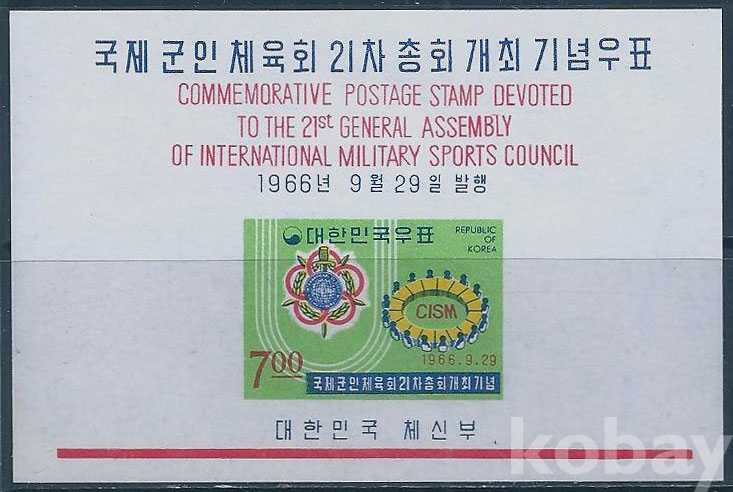 국제 군인 체육회 21차 총회 개최 기념우표
COMMEMORATIVE POSTAGE STAMP DEVOTED
TO THE 21st GENERAL ASSEMBLY
OF INTERNATIONAL MILITARY SPORTS COUNCIL
1966년 9월 29일 발행
대한민국우표
REPUBLIC
OF
KOREA
CISM
1966.9.29
700
국제군인체육회21차총회개최기념
대한민국 체신부
kobay